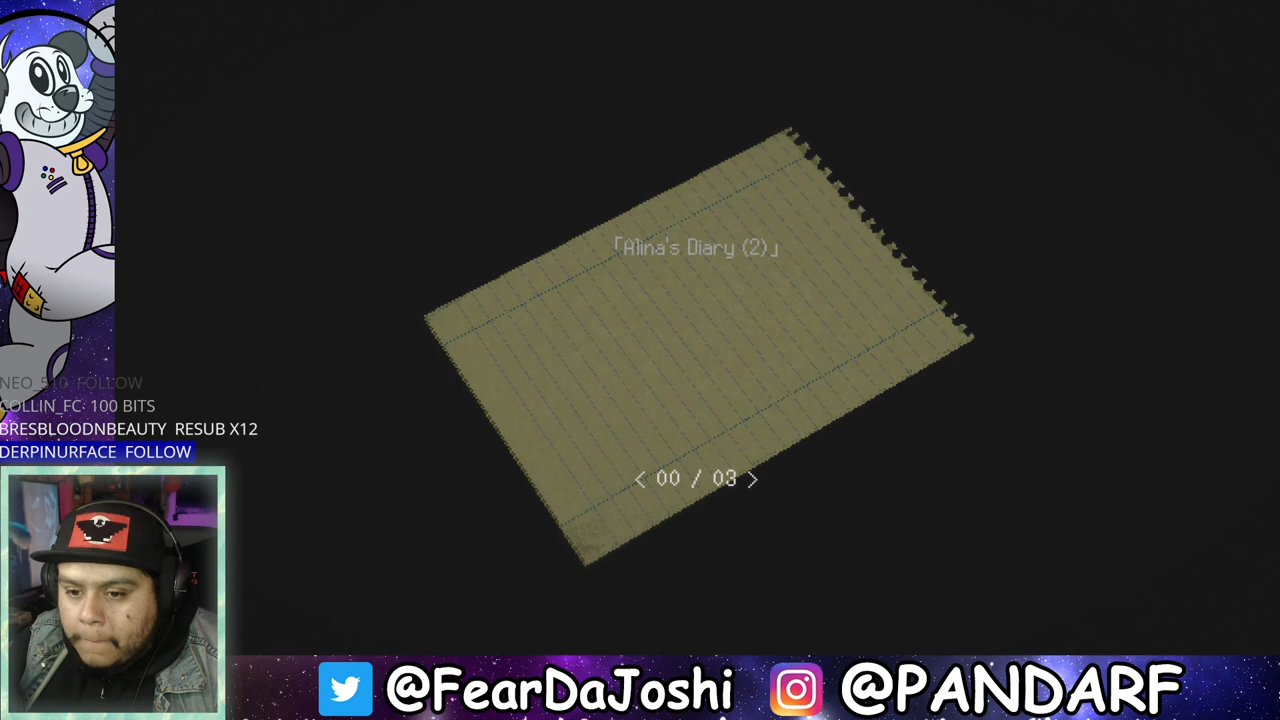 「Alina's Diary (2)」
< 00 / 03 >
NEO_510 FOLLOW
COLLIN_FC: 100 BITS
BRESBLOODNBEAUTY RESUB X12
DERPINURFACE FOLLOW
@FearDaJoshi
@PANDARF